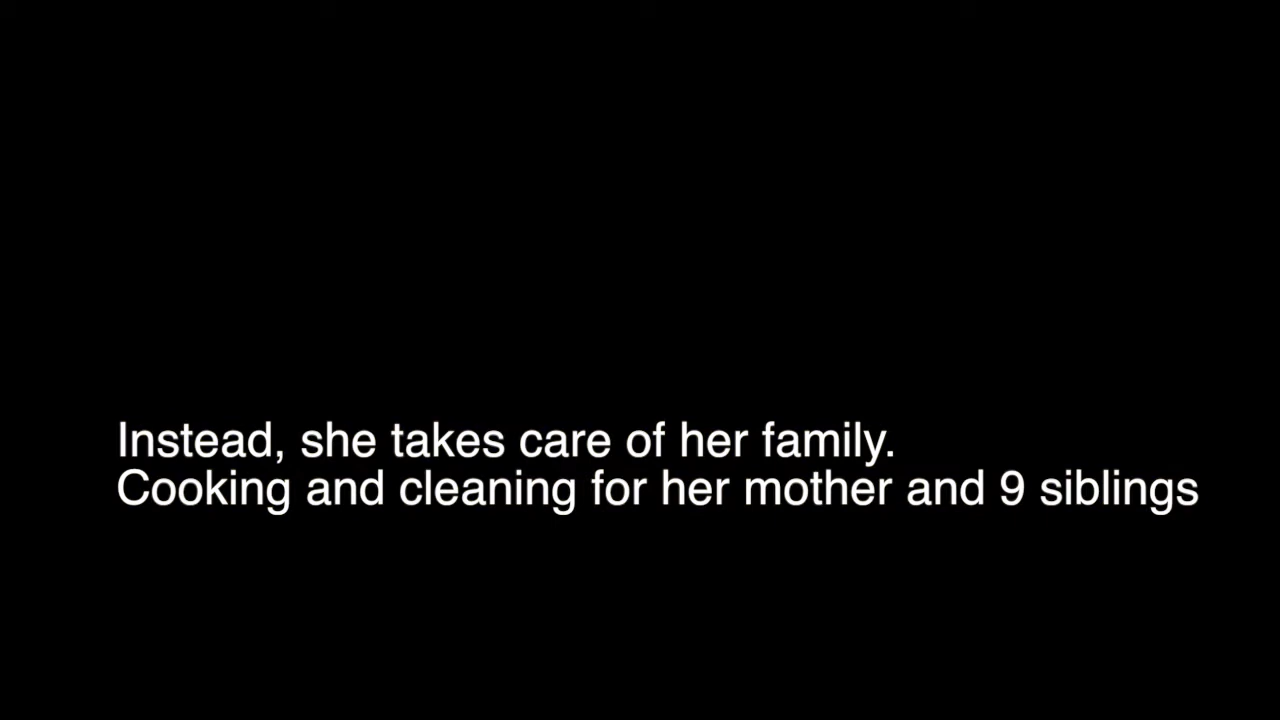 Instead, she takes care of her family.
Cooking and cleaning for her mother and 9 siblings